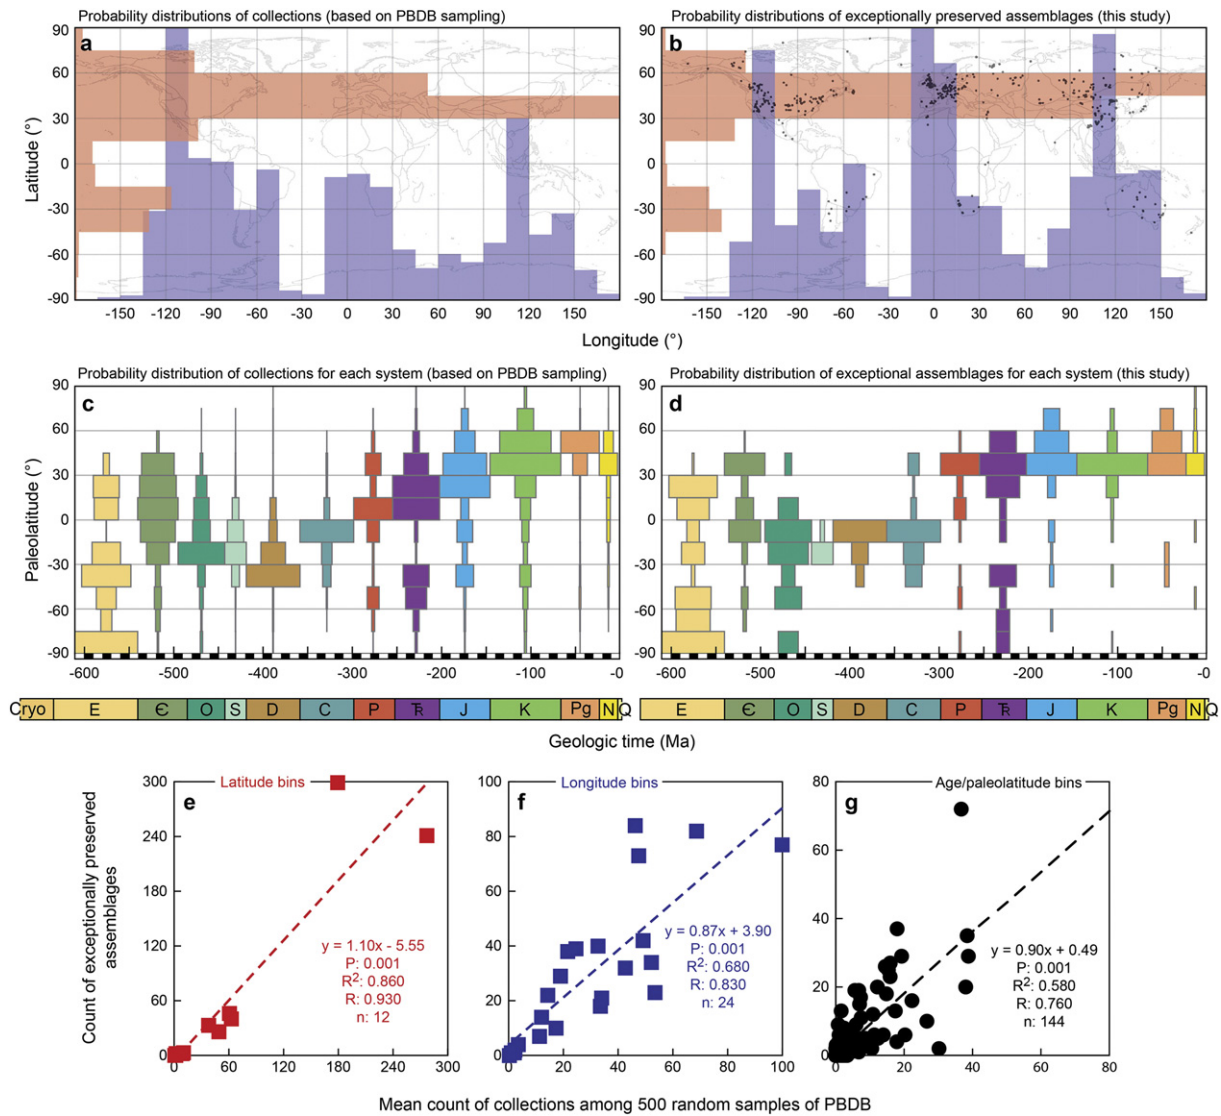 Probability distributions of collections (based on PBDB sampling)
Probability distributions of exceptionally preserved assemblages (this study)
a
b
90
60
30
0
-30
-60
-90
Latitude (°)
90
60
30
0
-30
-60
-90
-150 -120 -90 -60 -30 0 30 60 90 120 150
-150 -120 -90 -60 -30 0 30 60 90 120 150
Longitude (°)
Probability distribution of collections for each system (based on PBDB sampling)
Probability distribution of exceptional assemblages for each system (this study)
c
d
90
60
30
0
-30
-60
-90
Paleolatitude (°)
90
60
30
0
-30
-60
-90
-600 -500 -400 -300 -200 -100 -0
-600 -500 -400 -300 -200 -100 -0
Cryo E Є O S D C P TR J K Pg N Q
E Є O S D C P TR J K Pg N Q
Geologic time (Ma)
Count of exceptionally preserved
assemblages
Latitude bins
e
300
240
180
120
60
0
0 60 120 180 240 300
y = 1.10x - 5.55
P: 0.001
R2: 0.860
R: 0.930
n: 12
Longitude bins
f
100
80
60
40
20
0
0 20 40 60 80 100
y = 0.87x + 3.90
P: 0.001
R2: 0.680
R: 0.830
n: 24
Age/paleolatitude bins
g
80
60
40
20
0
0 20 40 60 80
y = 0.90x + 0.49
P: 0.001
R2: 0.580
R: 0.760
n: 144
Mean count of collections among 500 random samples of PBDB